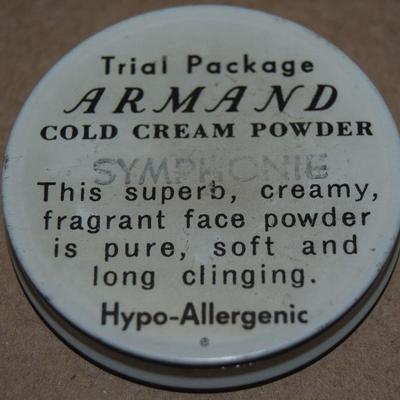 Trial Package
ARMAND
COLD CREAM POWDER
SYMPHONIE
This superb, creamy,
fragrant face powder
is pure, soft and
long clinging.
Hypo-Allergenic